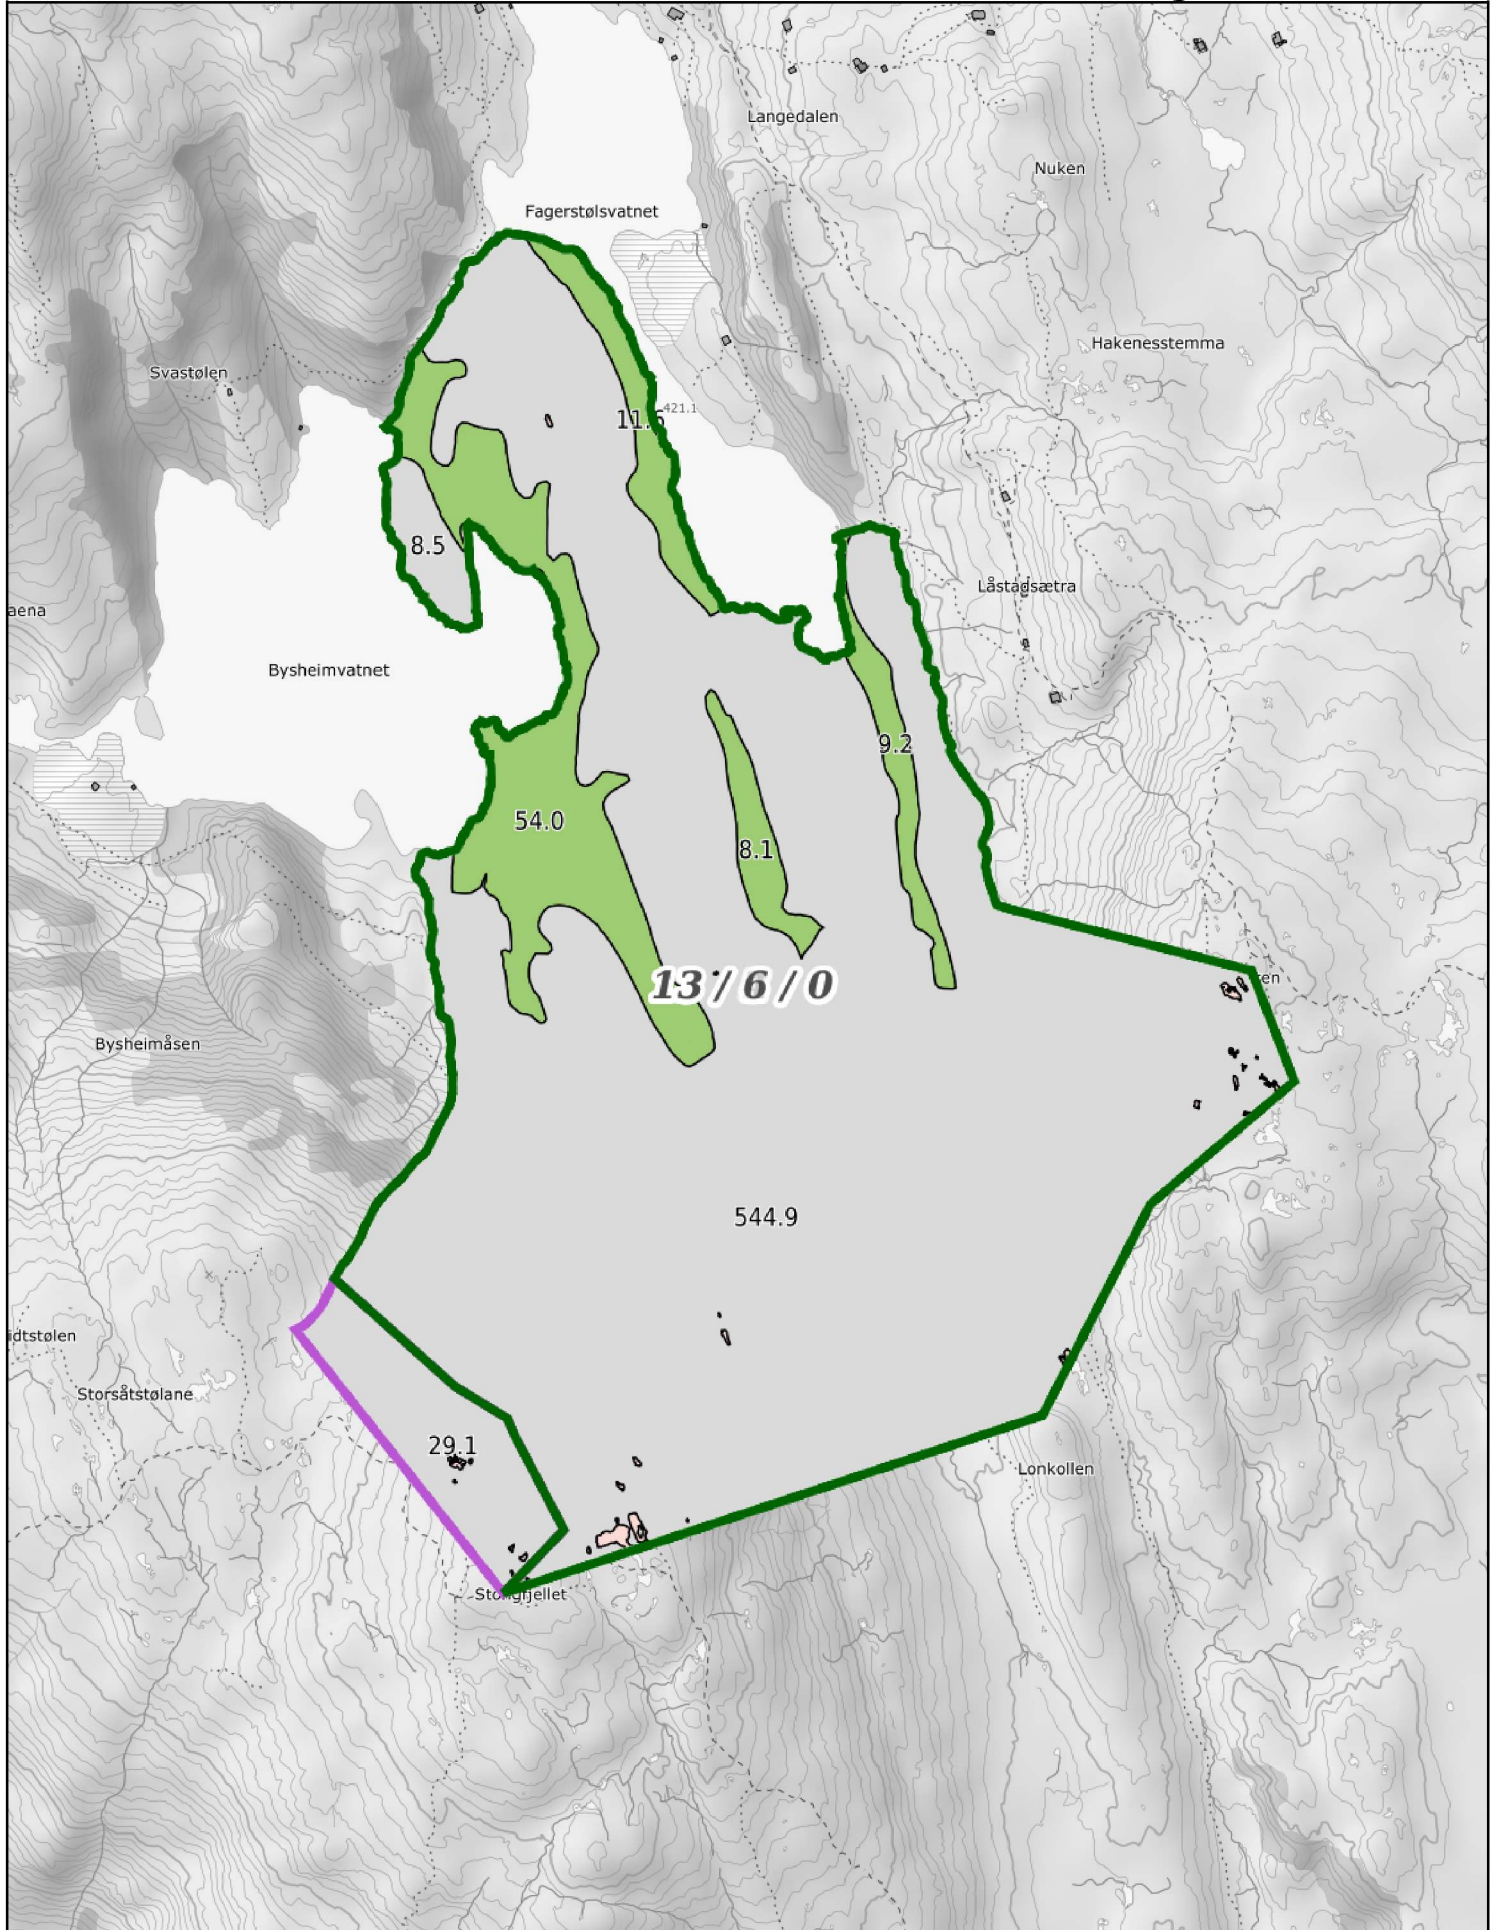 Langedalen
Nuken
Fagerstølsvatnet
Hakenesstemma
Svastølen
11.6
421.1
8.5
Låstadsætra
aena
Bysheimvatnet
9.2
54.0
8.1
ren
13 / 6 / 0
Bysheimåsen
544.9
idtstølen
Storsåtstølane
29.1
Lonkollen
Stongfjellet